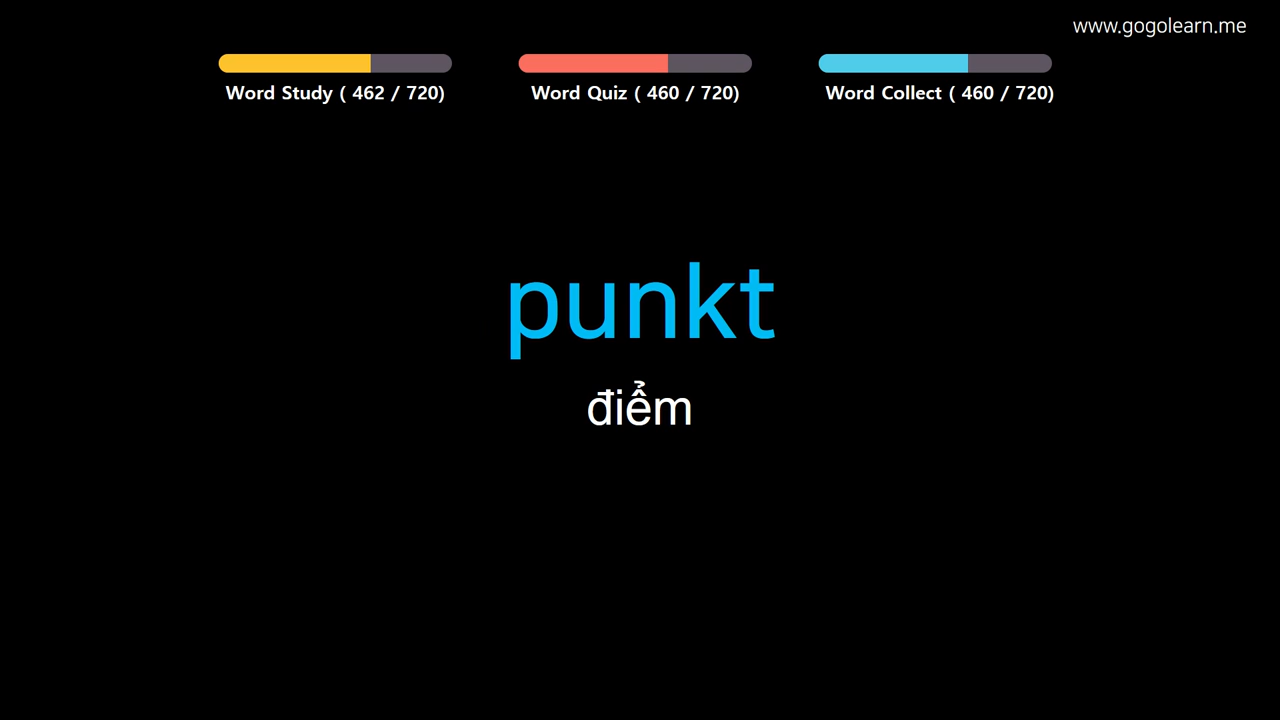 www.gogolearn.me
Word Study ( 462 / 720)
Word Quiz ( 460 / 720)
Word Collect ( 460 / 720)
punkt
điểm